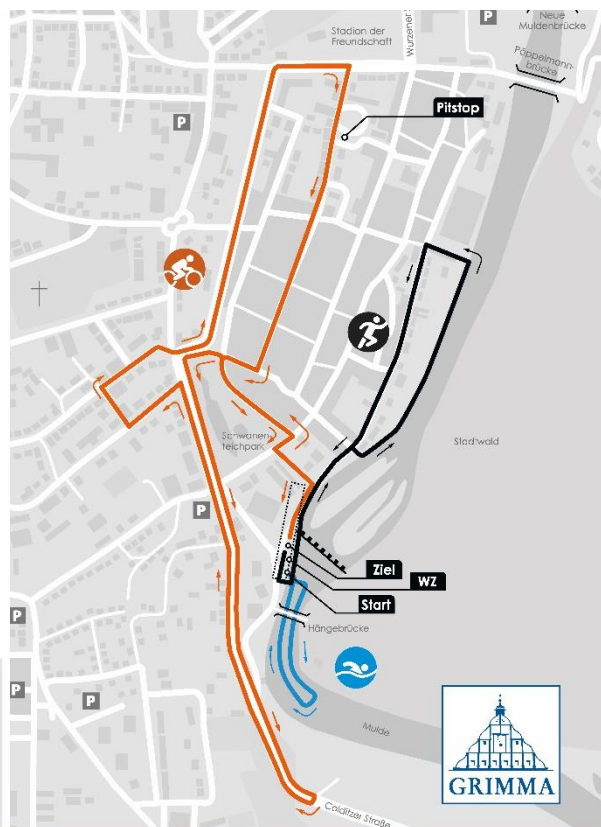 Neue
Muldenbrücke
P
Stadion der
Freundschaft
Wurzener
Pöppelmann-
brücke
Pitstop
P
P
Schwanen-
teichpark
Stadtwald
P
Ziel
WZ
Start
Hängebrücke
P
P
P
P
Mulde
GRIMMA
Colditzer Straße